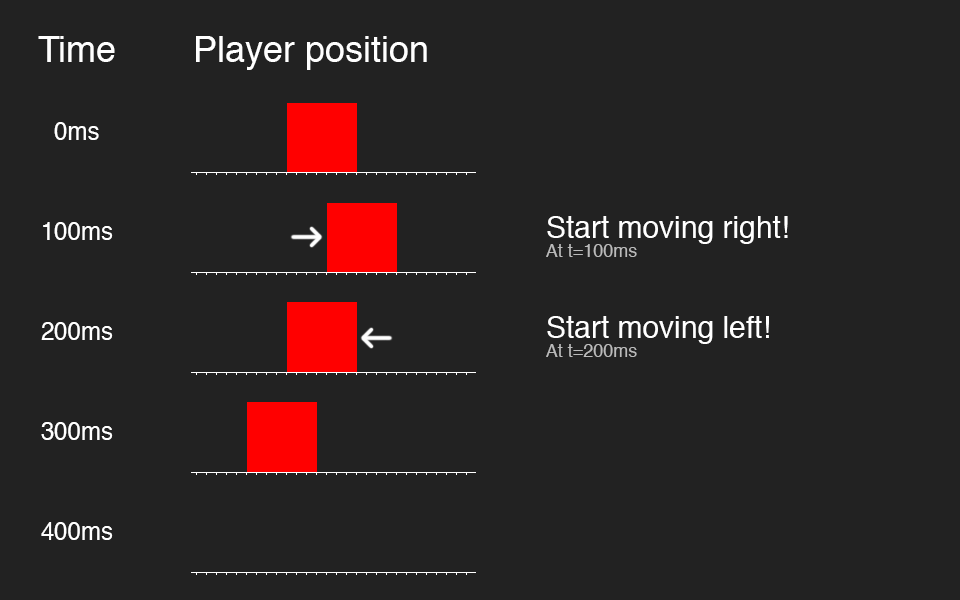 Time Player position
0ms
100ms
Start moving right!
At t=100ms
200ms
Start moving left!
At t=200ms
300ms
400ms